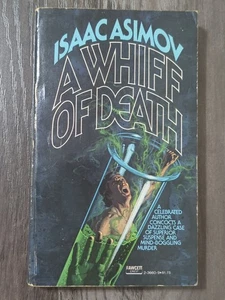 ISAAC ASIMOV
A WHIFF
OF DEATH
A
CELEBRATED
AUTHOR
CONCOCTS A
DAZZLING CASE
OF SUPERIOR
SUSPENSE AND
MIND-BOGGLING
MURDER
FAWCETT